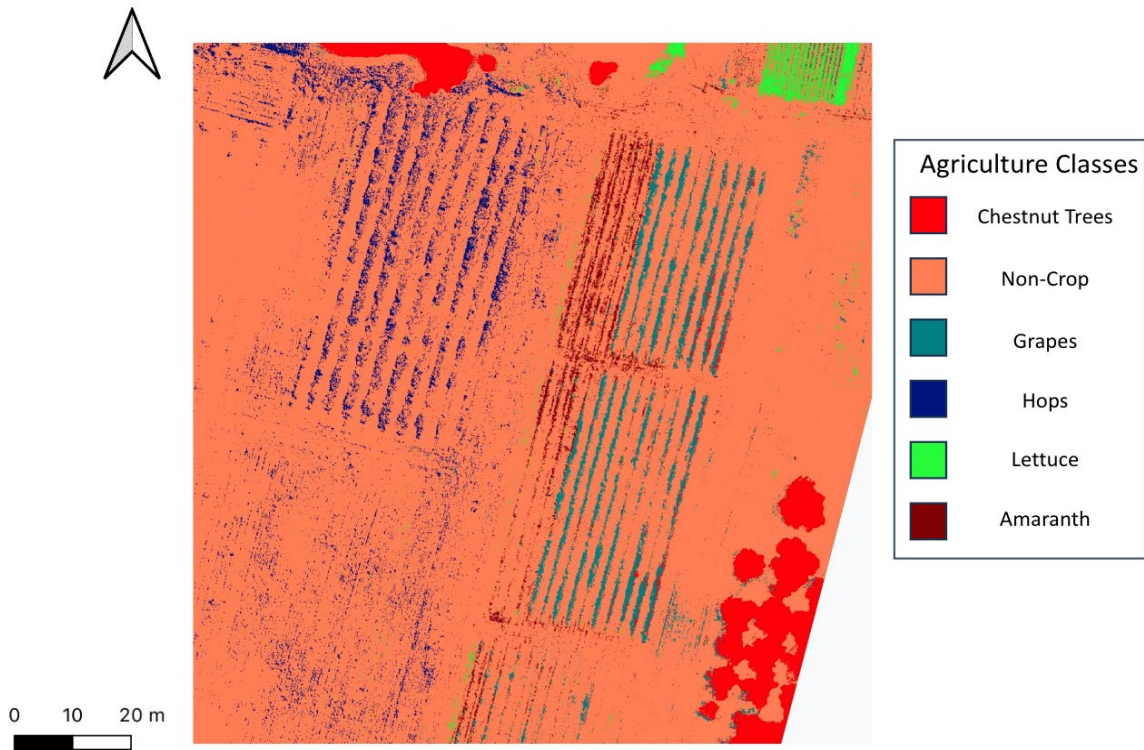 Agriculture Classes
Chestnut Trees
Non-Crop
Grapes
Hops
Lettuce
Amaranth
0 10 20 m